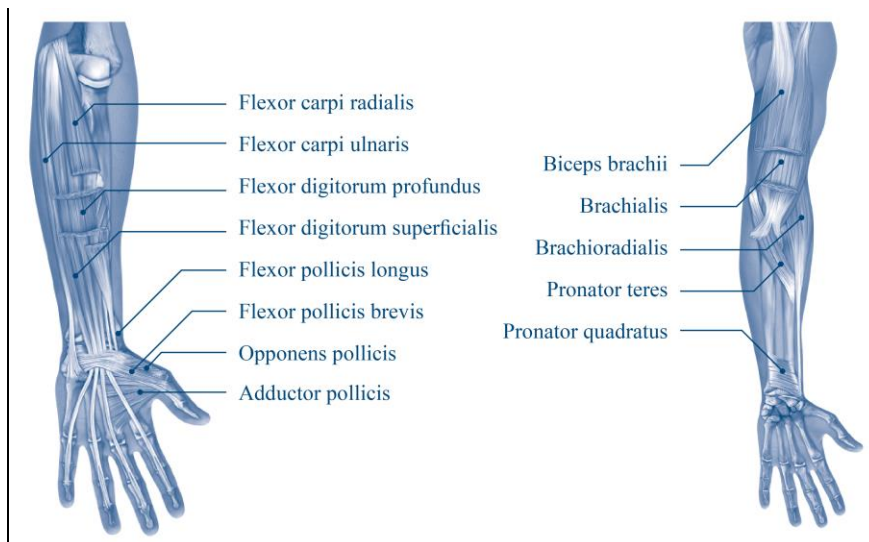 Flexor carpi radialis
Flexor carpi ulnaris
Flexor digitorum profundus
Flexor digitorum superficialis
Flexor pollicis longus
Flexor pollicis brevis
Opponens pollicis
Adductor pollicis
Biceps brachii
Brachialis
Brachioradialis
Pronator teres
Pronator quadratus